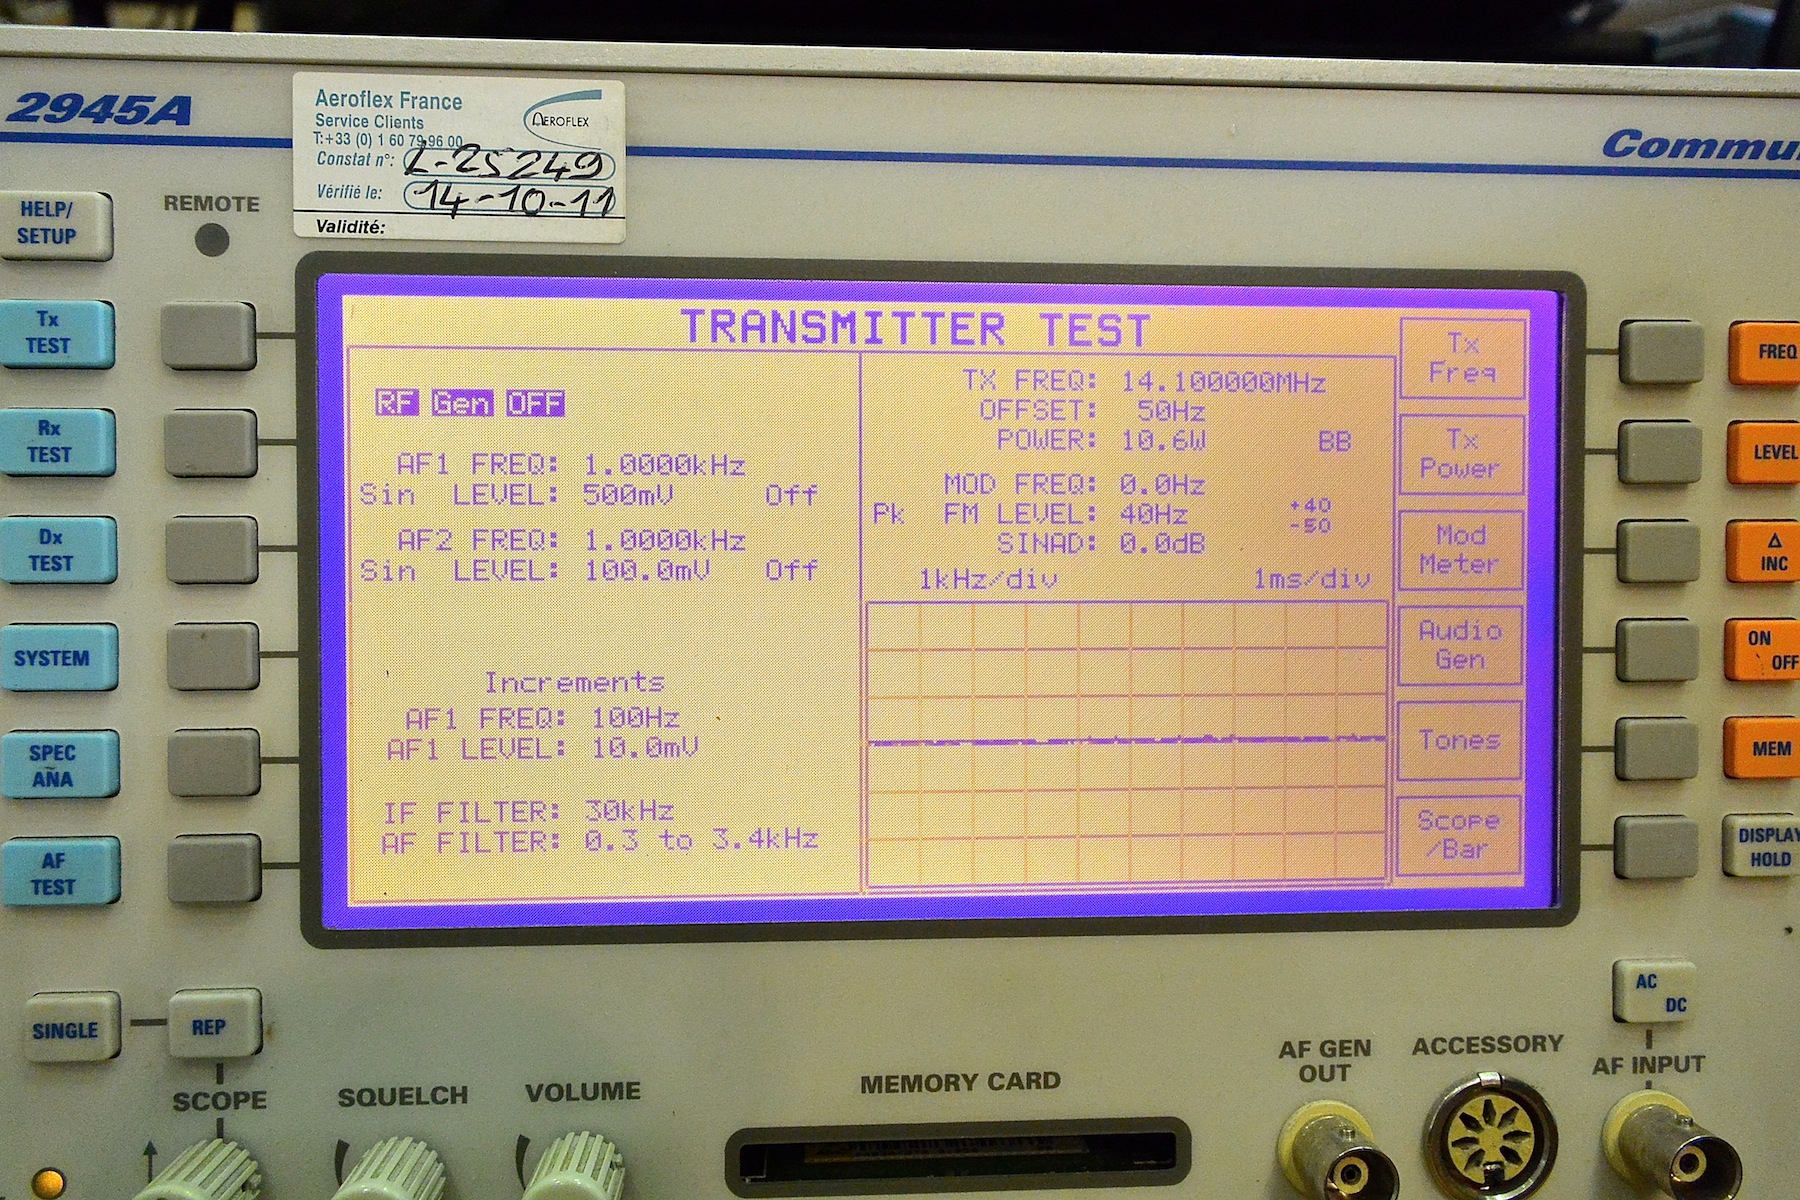 2945A
Aeroflex France
Service Clients
T:+33 (0) 1 60 79 96 00
AEROFLEX
Constat n°: L-25249
Vérifié le: 14-10-11
Validité:
HELP/
SETUP
REMOTE
Tx
TEST
Rx
TEST
Dx
TEST
SYSTEM
SPEC
AÑA
AF
TEST
TRANSMITTER TEST
RF Gen OFF
AF1 FREQ: 1.0000kHz
Sin LEVEL: 500mV Off
AF2 FREQ: 1.0000kHz
Sin LEVEL: 100.0mV Off
Increments
AF1 FREQ: 100Hz
AF1 LEVEL: 10.0mV
IF FILTER: 30kHz
AF FILTER: 0.3 to 3.4kHz
TX FREQ: 14.100000MHz
OFFSET: 50Hz
POWER: 10.6W BB
MOD FREQ: 0.0Hz
Pk FM LEVEL: 40Hz +40
-50
SINAD: 0.0dB
1kHz/div 1ms/div
Tx
Freq
Tx
Power
Mod
Meter
Audio
Gen
Tones
Scope
/Bar
FREQ
LEVEL
Δ
INC
ON
OFF
MEM
DISPLAY
HOLD
SINGLE
REP
SCOPE
SQUELCH
VOLUME
MEMORY CARD
AF GEN
OUT
ACCESSORY
AC
DC
AF INPUT